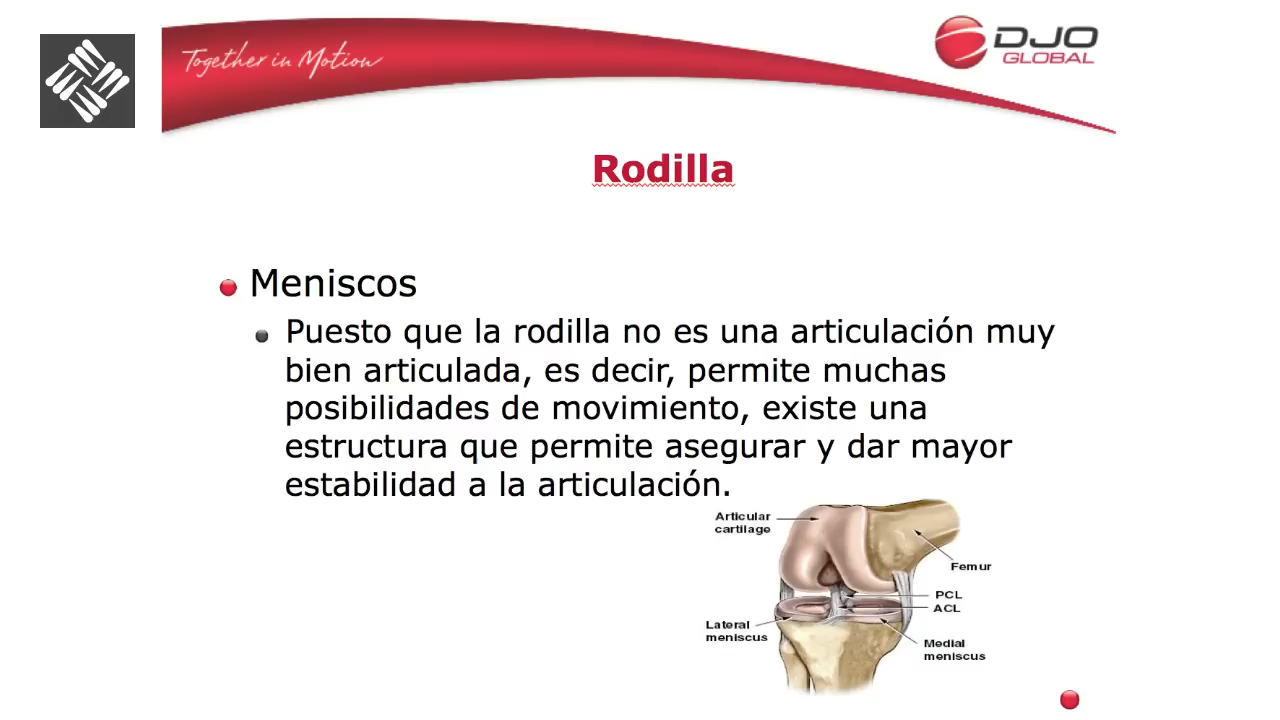 Together in Motion
DJO
GLOBAL
Rodilla
Meniscos
Puesto que la rodilla no es una articulación muy
bien articulada, es decir, permite muchas
posibilidades de movimiento, existe una
estructura que permite asegurar y dar mayor
estabilidad a la articulación.
Articular
cartilage
Femur
PCL
ACL
Lateral
meniscus
Medial
meniscus